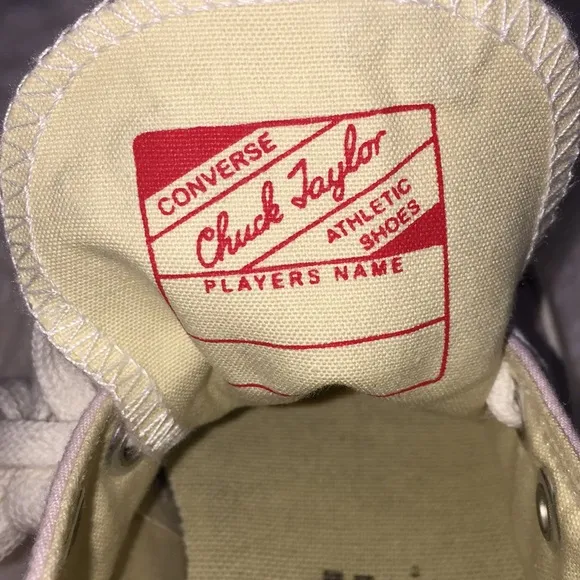 CONVERSE
Chuck Taylor
ATHLETIC
SHOES
PLAYERS NAME